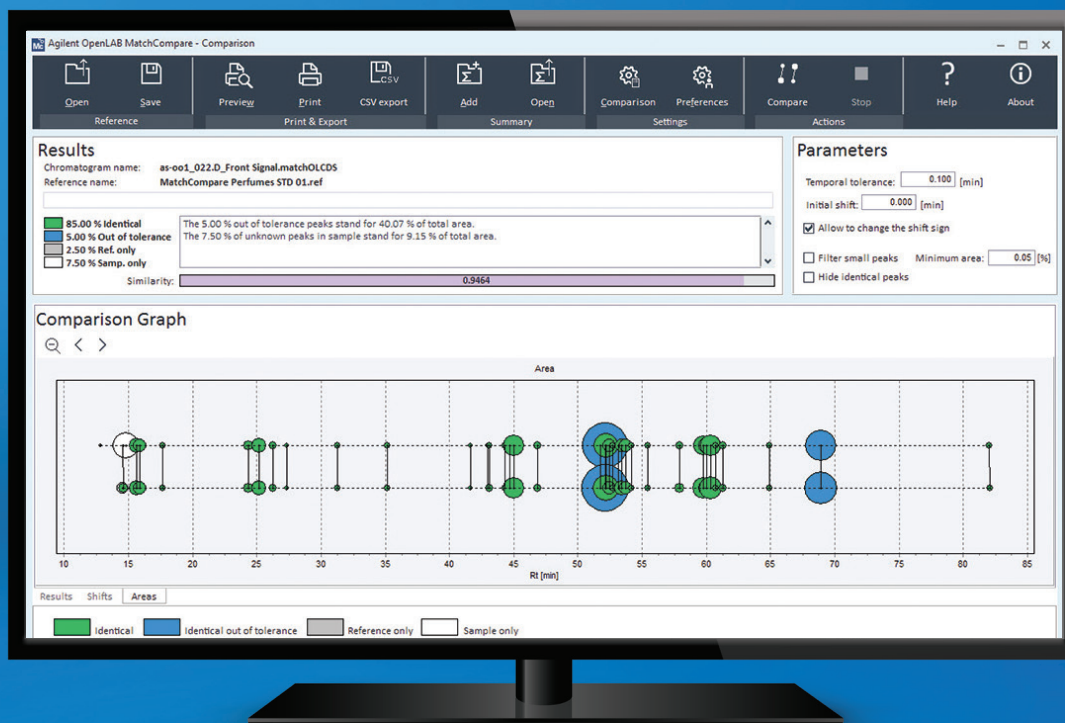 Mc Agilent OpenLAB MatchCompare - Comparison
Open Save Preview Print CSV CSV export Add Open Comparison Preferences Compare Stop Help About
Reference Print & Export Summary Settings Actions
Results
Chromatogram name: as-oo1_022.D_Front Signal.matchOLCDS
Reference name: MatchCompare Perfumes STD 01.ref
85.00 % Identical
5.00 % Out of tolerance
2.50 % Ref. only
7.50 % Samp. only
The 5.00 % out of tolerance peaks stand for 40.07 % of total area.
The 7.50 % of unknown peaks in sample stand for 9.15 % of total area.
Similarity: 0.9464
Parameters
Temporal tolerance: 0.100 [min]
Initial shift: 0.000 [min]
Allow to change the shift sign
Filter small peaks Minimum area: 0.05 [%]
Hide identical peaks
Comparison Graph
Area
10 15 20 25 30 35 40 45 50 55 60 65 70 75 80 85
Rt [min]
Results Shifts Areas
Identical Identical out of tolerance Reference only Sample only